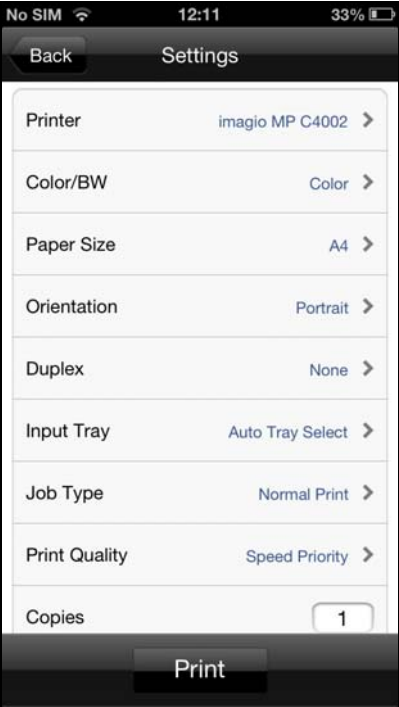 No SIM 12:11 33%
Back Settings
Printer imagio MP C4002
Color/BW Color
Paper Size A4
Orientation Portrait
Duplex None
Input Tray Auto Tray Select
Job Type Normal Print
Print Quality Speed Priority
Copies 1
Print